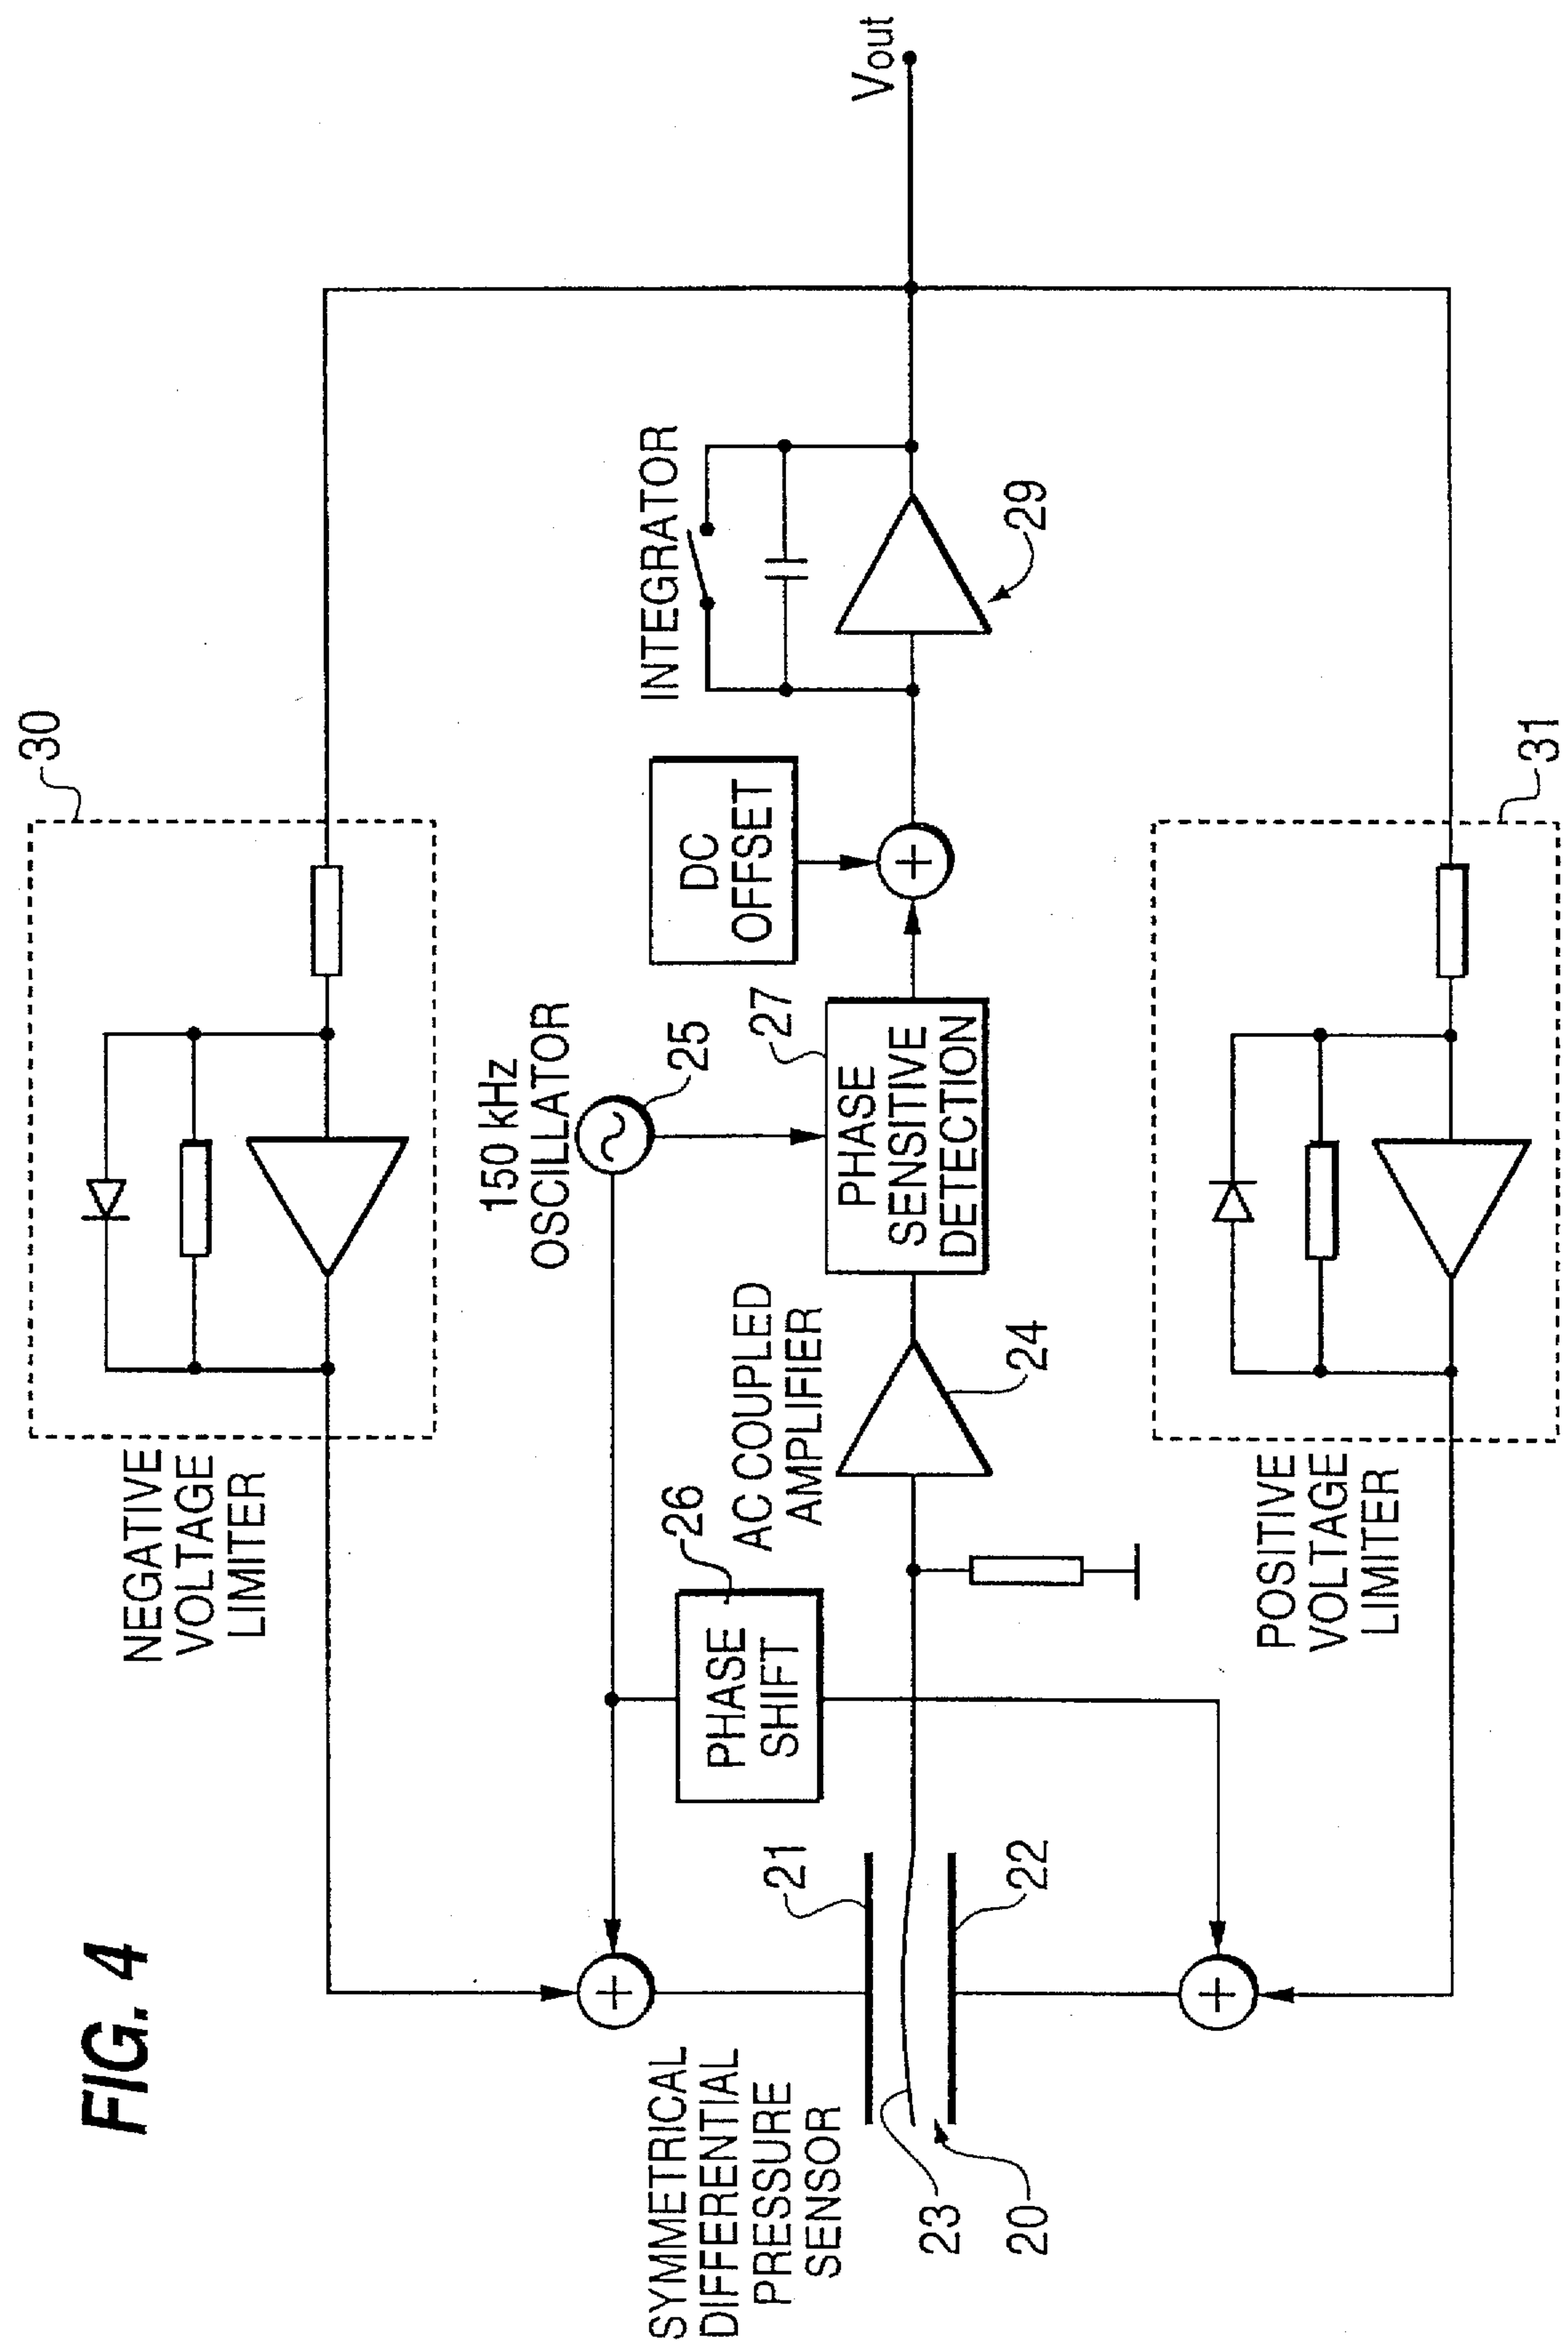 FIG. 4
NEGATIVE
VOLTAGE
LIMITER
30
150 kHz
OSCILLATOR
25
PHASE
SHIFT
26
SYMMETRICAL
DIFFERENTIAL
PRESSURE
SENSOR
21
22
23
20
AC COUPLED
AMPLIFIER
24
PHASE
SENSITIVE
DETECTION
27
DC
OFFSET
INTEGRATOR
29
Vout
POSITIVE
VOLTAGE
LIMITER
31